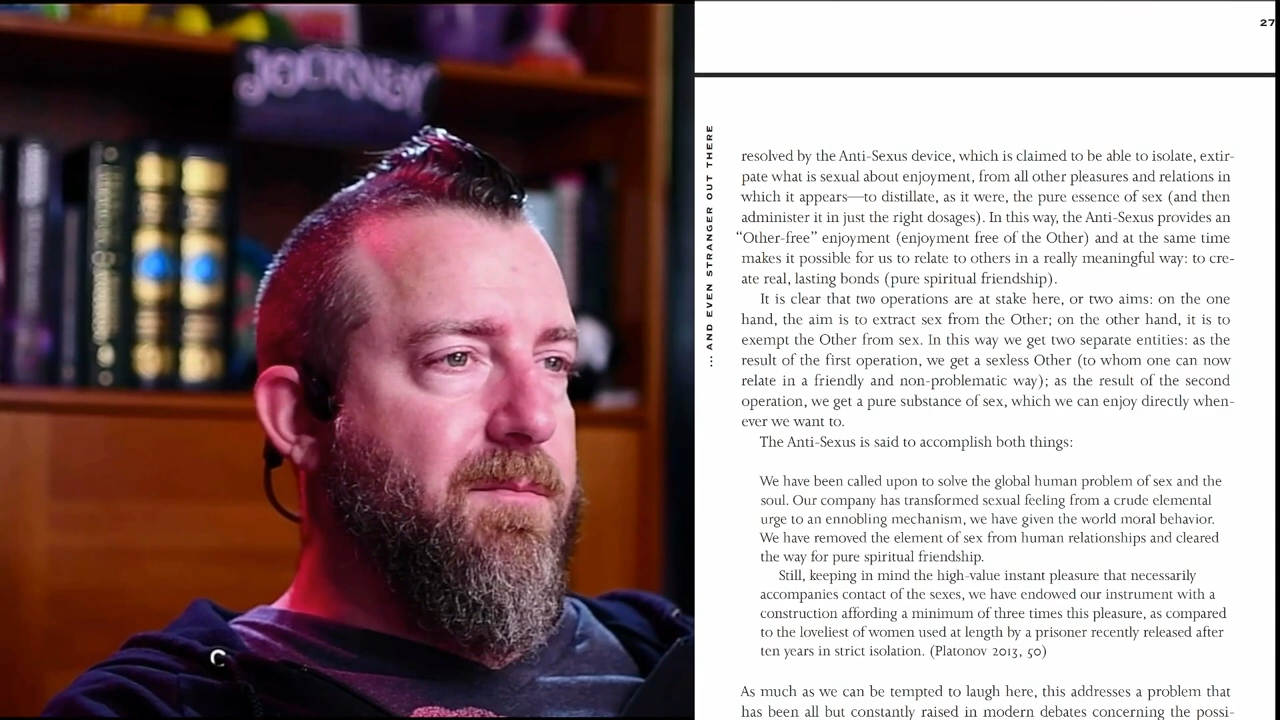 JOURNEY
27
... AND EVEN STRANGER OUT THERE
resolved by the Anti-Sexus device, which is claimed to be able to isolate, extir-
pate what is sexual about enjoyment, from all other pleasures and relations in
which it appears—to distillate, as it were, the pure essence of sex (and then
administer it in just the right dosages). In this way, the Anti-Sexus provides an
“Other-free” enjoyment (enjoyment free of the Other) and at the same time
makes it possible for us to relate to others in a really meaningful way: to cre-
ate real, lasting bonds (pure spiritual friendship).
It is clear that two operations are at stake here, or two aims: on the one
hand, the aim is to extract sex from the Other; on the other hand, it is to
exempt the Other from sex. In this way we get two separate entities: as the
result of the first operation, we get a sexless Other (to whom one can now
relate in a friendly and non-problematic way); as the result of the second
operation, we get a pure substance of sex, which we can enjoy directly when-
ever we want to.
The Anti-Sexus is said to accomplish both things:
We have been called upon to solve the global human problem of sex and the
soul. Our company has transformed sexual feeling from a crude elemental
urge to an ennobling mechanism, we have given the world moral behavior.
We have removed the element of sex from human relationships and cleared
the way for pure spiritual friendship.
Still, keeping in mind the high-value instant pleasure that necessarily
accompanies contact of the sexes, we have endowed our instrument with a
construction affording a minimum of three times this pleasure, as compared
to the loveliest of women used at length by a prisoner recently released after
ten years in strict isolation. (Platonov 2013, 50)
As much as we can be tempted to laugh here, this addresses a problem that
has been all but constantly raised in modern debates concerning the possi-